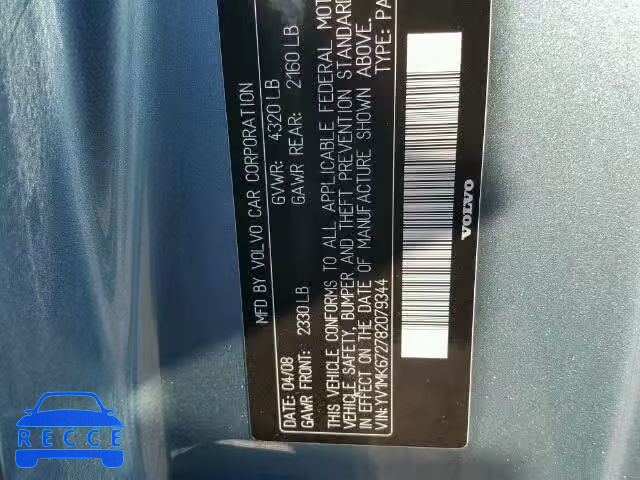 MFD BY VOLVO CAR CORPORATION
GVWR: 4320 LB
DATE: 04/08 GAWR REAR: 2160 LB
GAWR FRONT: 2330 LB
THIS VEHICLE CONFORMS TO ALL APPLICABLE FEDERAL MOT
VEHICLE SAFETY, BUMPER AND THEFT PREVENTION STANDARD
IN EFFECT ON THE DATE OF MANUFACTURE SHOWN ABOVE.
VIN: YV1MK672782079344 TYPE: PA
VOLVO
RECCE